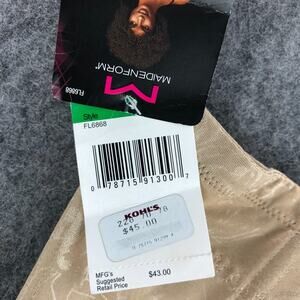 FL6868
MAIDENFORM®
Style
FL6868
0 78715 91300 7
KOHL'S
$45.00
MFG's
Suggested
Retail Price
$43.00